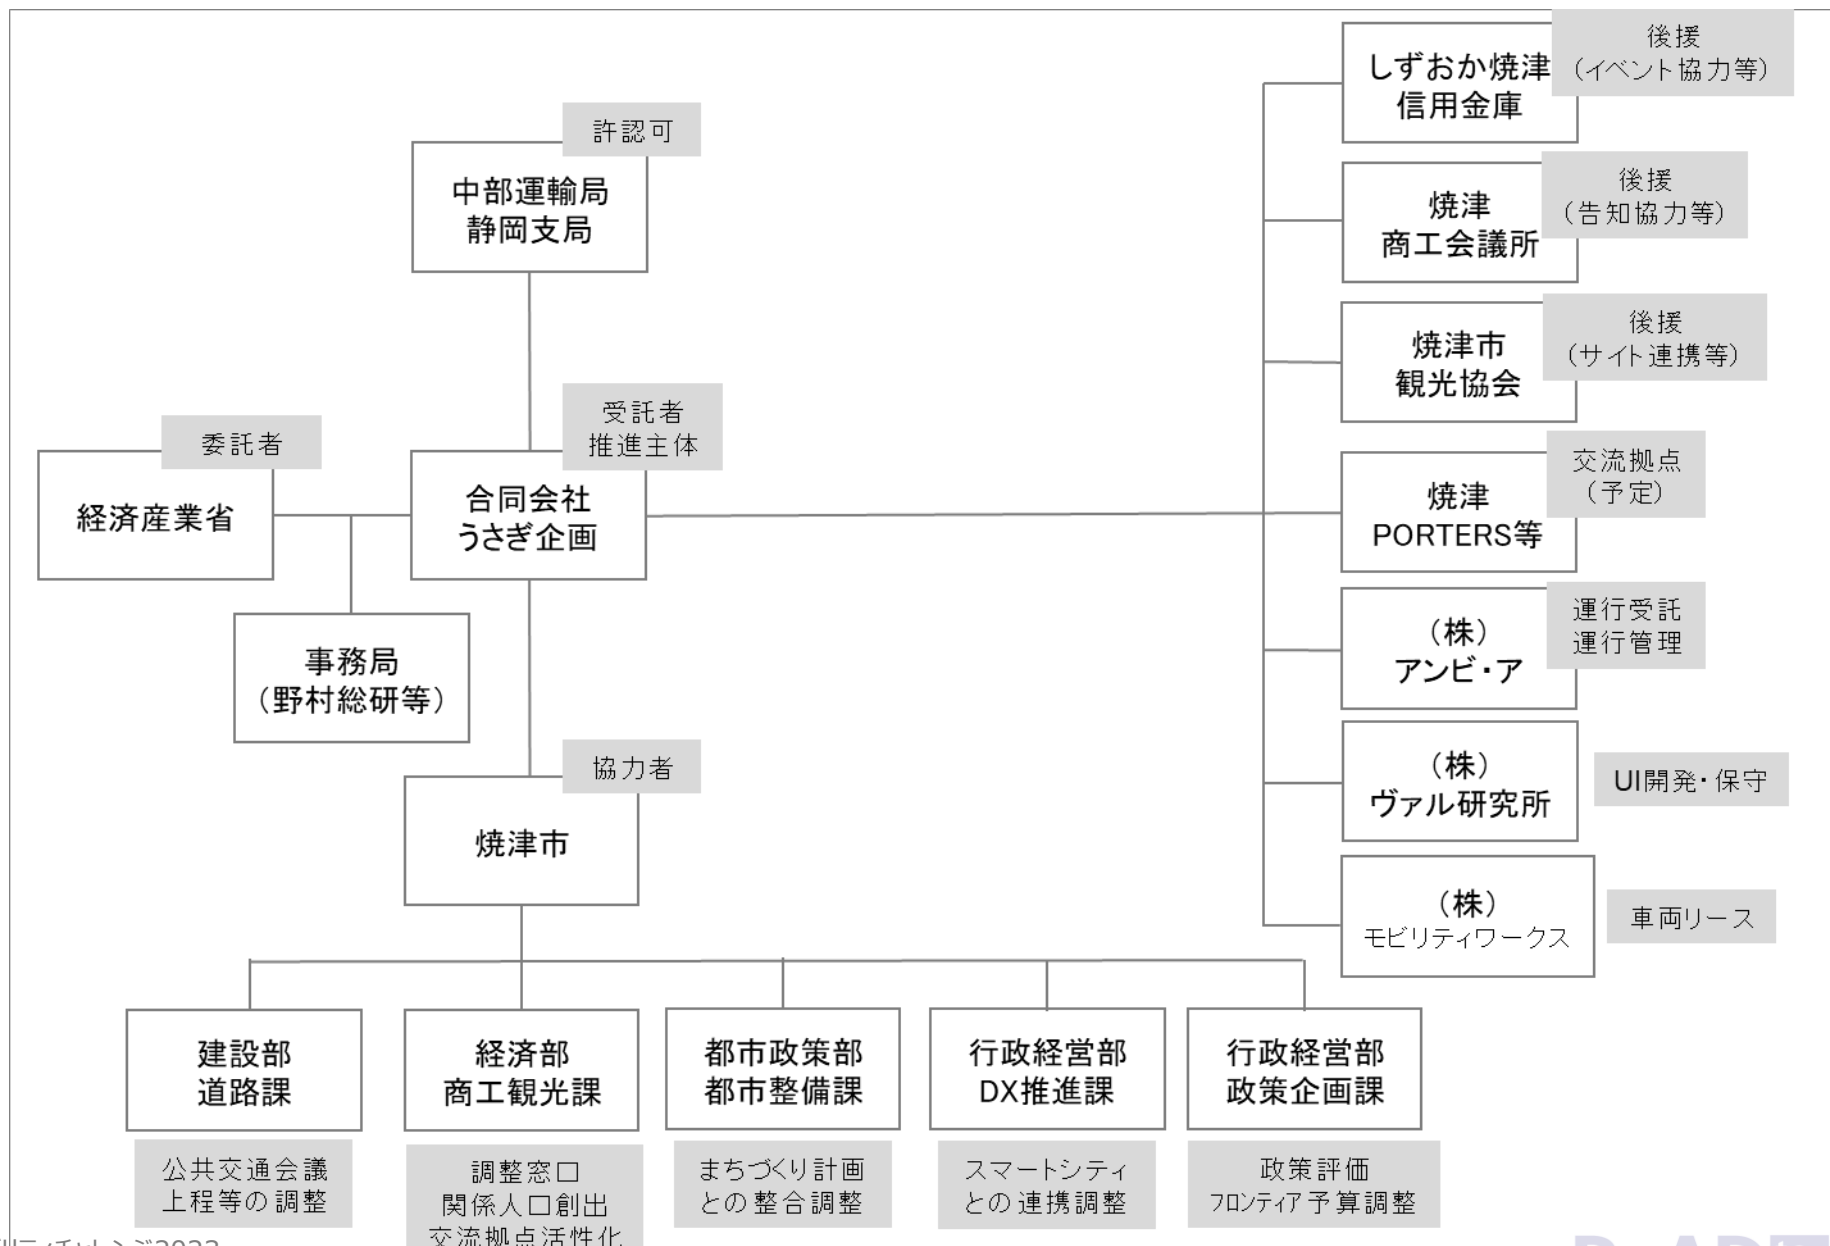 後援
（イベント協力等）
しずおか焼津
信用金庫
許認可
中部運輸局
静岡支局
後援
（告知協力等）
焼津
商工会議所
後援
（サイト連携等）
焼津市
観光協会
委託者
経済産業省
受託者
推進主体
合同会社
うさぎ企画
交流拠点
（予定）
焼津
PORTERS等
事務局
（野村総研等）
運行受託
運行管理
（株）
アンビ・ア
協力者
焼津市
（株）
ヴァル研究所
UI開発・保守
（株）
モビリティワークス
車両リース
建設部
道路課
経済部
商工観光課
都市政策部
都市整備課
行政経営部
DX推進課
行政経営部
政策企画課
公共交通会議
上程等の調整
調整窓口
関係人口創出
交流拠点活性化
まちづくり計画
との整合調整
スマートシティ
との連携調整
政策評価
フロンティア予算調整